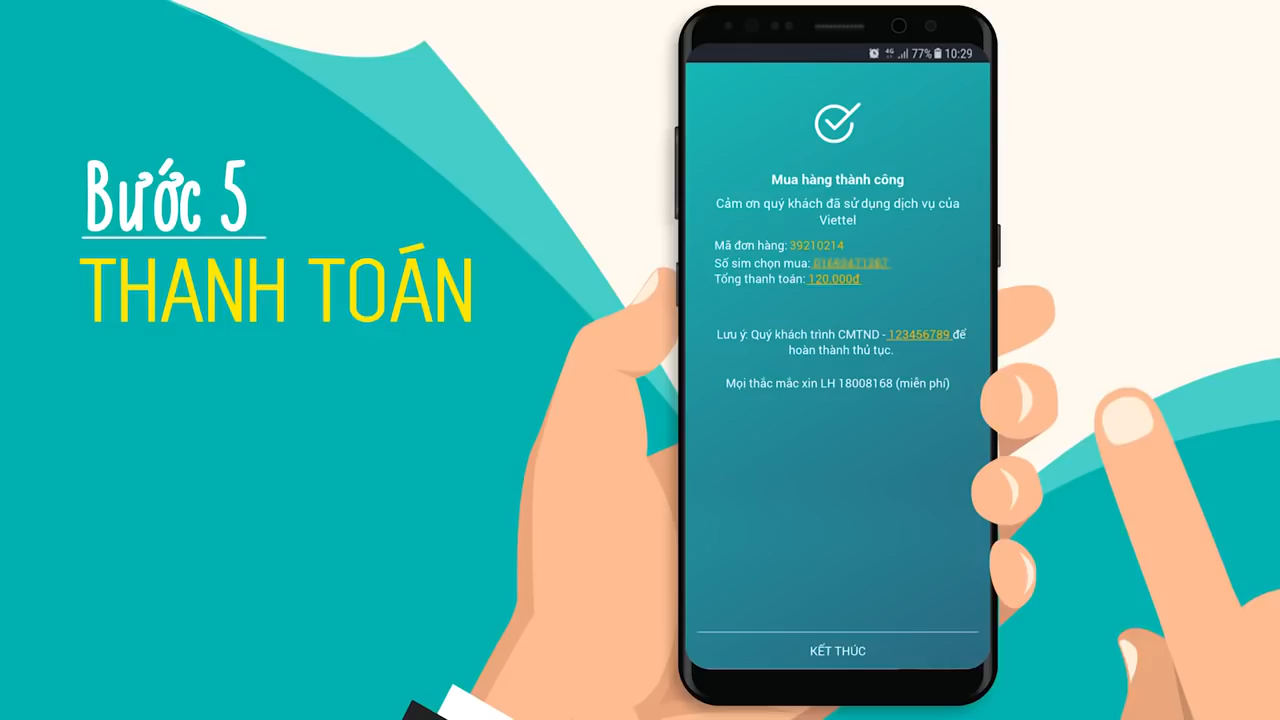 Bước 5
THANH TOÁN
4G 77% 10:29
Mua hàng thành công
Cảm ơn quý khách đã sử dụng dịch vụ của
Viettel
Mã đơn hàng: 39210214
Số sim chọn mua:
Tổng thanh toán: 120.000đ
Lưu ý: Quý khách trình CMTND - 123456789 để
hoàn thành thủ tục.
Mọi thắc mắc xin LH 18008168 (miễn phí)
KẾT THÚC